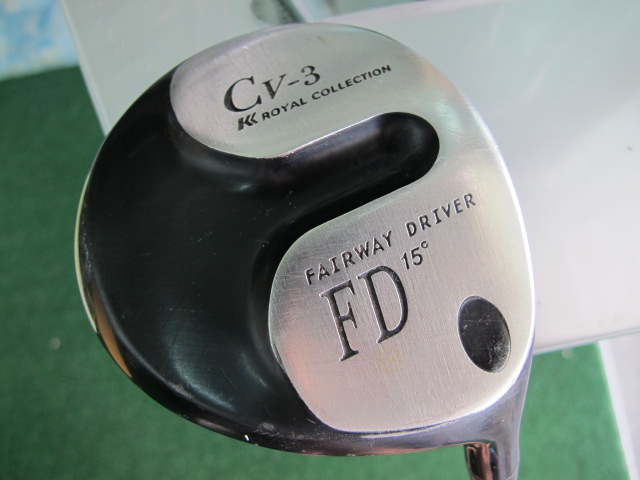 CV-3
K ROYAL COLLECTION
FAIRWAY DRIVER
FD 15°